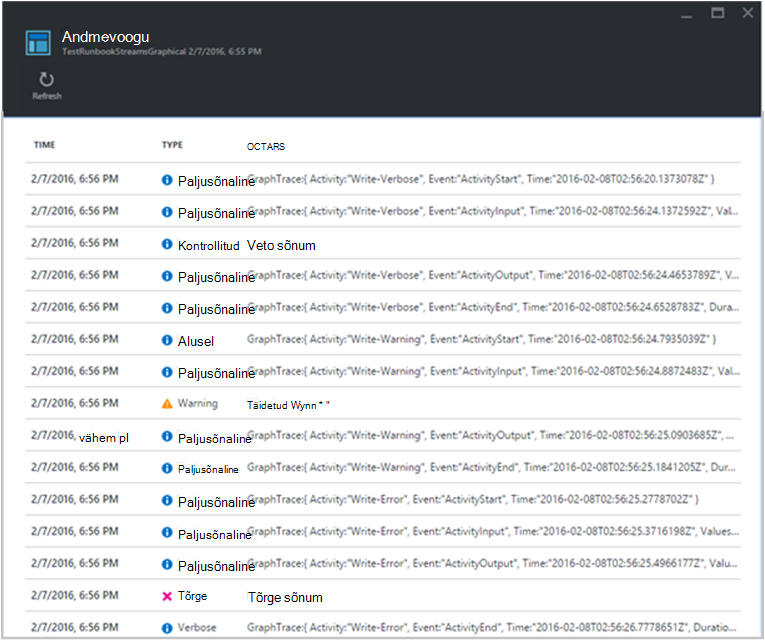 Andmevoogu
TestRunbookStreamsGraphical 2/7/2016, 6:55 PM
Refresh
TIME TYPE OCTARS
2/7/2016, 6:56 PM Paljusõnaline GraphTrace:{ Activity:"Write-Verbose", Event:"ActivityStart", Time:"2016-02-08T02:56:20.1373078Z" }
2/7/2016, 6:56 PM Paljusõnaline GraphTrace:{ Activity:"Write-Verbose", Event:"ActivityInput", Time:"2016-02-08T02:56:24.1372592Z", Val...
2/7/2016, 6:56 PM Kontrollitud Veto sõnum
2/7/2016, 6:56 PM Paljusõnaline GraphTrace:{ Activity:"Write-Verbose", Event:"ActivityOutput", Time:"2016-02-08T02:56:24.4653789Z", V...
2/7/2016, 6:56 PM Paljusõnaline GraphTrace:{ Activity:"Write-Verbose", Event:"ActivityEnd", Time:"2016-02-08T02:56:24.6528783Z", Dura...
2/7/2016, 6:56 PM Alusel GraphTrace:{ Activity:"Write-Warning", Event:"ActivityStart", Time:"2016-02-08T02:56:24.7935039Z" }
2/7/2016, 6:56 PM Paljusõnaline GraphTrace:{ Activity:"Write-Warning", Event:"ActivityInput", Time:"2016-02-08T02:56:24.8872483Z", Val...
2/7/2016, 6:56 PM Warning Täidetud Wynn * "
2/7/2016, vähem pl Paljusõnaline GraphTrace:{ Activity:"Write-Warning", Event:"ActivityOutput", Time:"2016-02-08T02:56:25.0903685Z", ...
2/7/2016, 6:56 PM Paljusõnaline GraphTrace:{ Activity:"Write-Warning", Event:"ActivityEnd", Time:"2016-02-08T02:56:25.1841205Z", Dur...
2/7/2016, 6:56 PM Paljusõnaline GraphTrace:{ Activity:"Write-Error", Event:"ActivityStart", Time:"2016-02-08T02:56:25.2778702Z" }
2/7/2016, 6:56 PM Paljusõnaline GraphTrace:{ Activity:"Write-Error", Event:"ActivityInput", Time:"2016-02-08T02:56:25.3716198Z", Values...
2/7/2016, 6:56 PM Paljusõnaline GraphTrace:{ Activity:"Write-Error", Event:"ActivityOutput", Time:"2016-02-08T02:56:25.4966177Z", Valu...
2/7/2016, 6:56 PM Tõrge Tõrge sõnum
2/7/2016, 6:56 PM Verbose GraphTrace:{ Activity:"Write-Error", Event:"ActivityEnd", Time:"2016-02-08T02:56:26.7778651Z", Duratio...